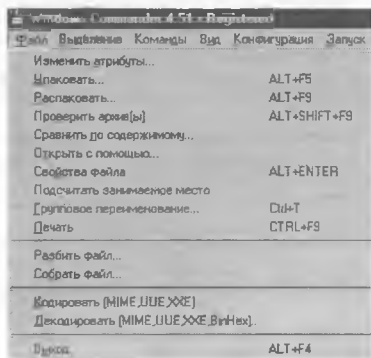 Windows Commander 4.51 - Registered
Файл Выделение Команды Вид Конфигурация Запуск
Изменить атрибуты...
Упаковать... ALT+F5
Распаковать... ALT+F9
Проверить архив[ы] ALT+SHIFT+F9
Сравнить по содержимому...
Открыть с помощью...
Свойства файла ALT+ENTER
Подсчитать занимаемое место
Групповое переименование... Ctrl+T
Печать CTRL+F9
Разбить файл...
Собрать файл...
Кодировать (MIME,UUE,XXE)
Декодировать (MIME,UUE,XXE,BinHex)..
Выход ALT+F4